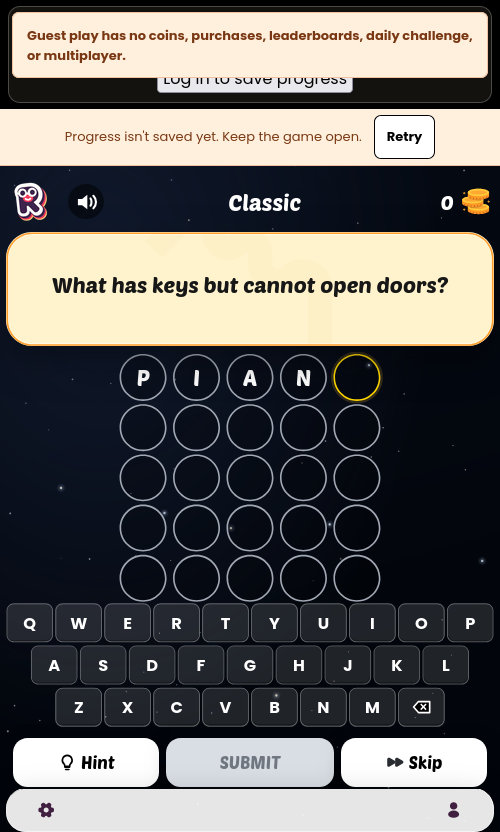 Guest play has no coins, purchases, leaderboards, daily challenge,
or multiplayer.
Log in to save progress
Progress isn't saved yet. Keep the game open.
Retry
R
Classic
0
What has keys but cannot open doors?
P I A N
Q W E R T Y U I O P
A S D F G H J K L
Z X C V B N M
Hint
SUBMIT
Skip